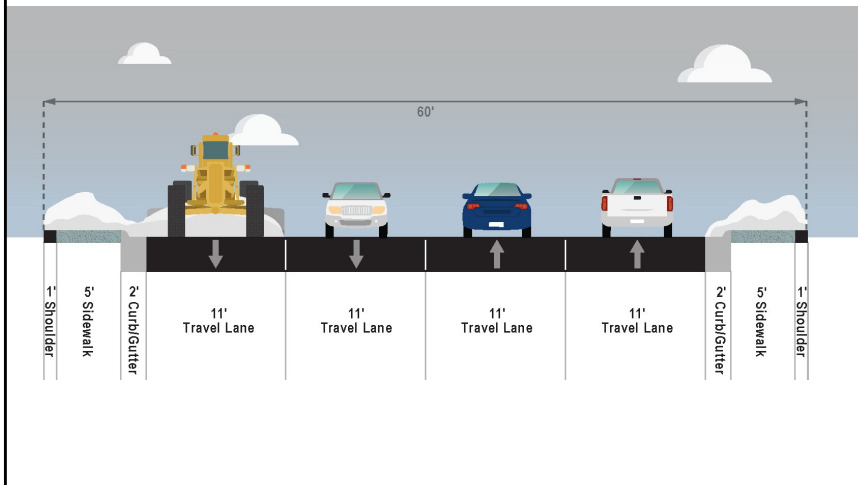 60'
1' Shoulder
5' Sidewalk
2' Curb/Gutter
11'
Travel Lane
11'
Travel Lane
11'
Travel Lane
11'
Travel Lane
2' Curb/Gutter
5' Sidewalk
1' Shoulder